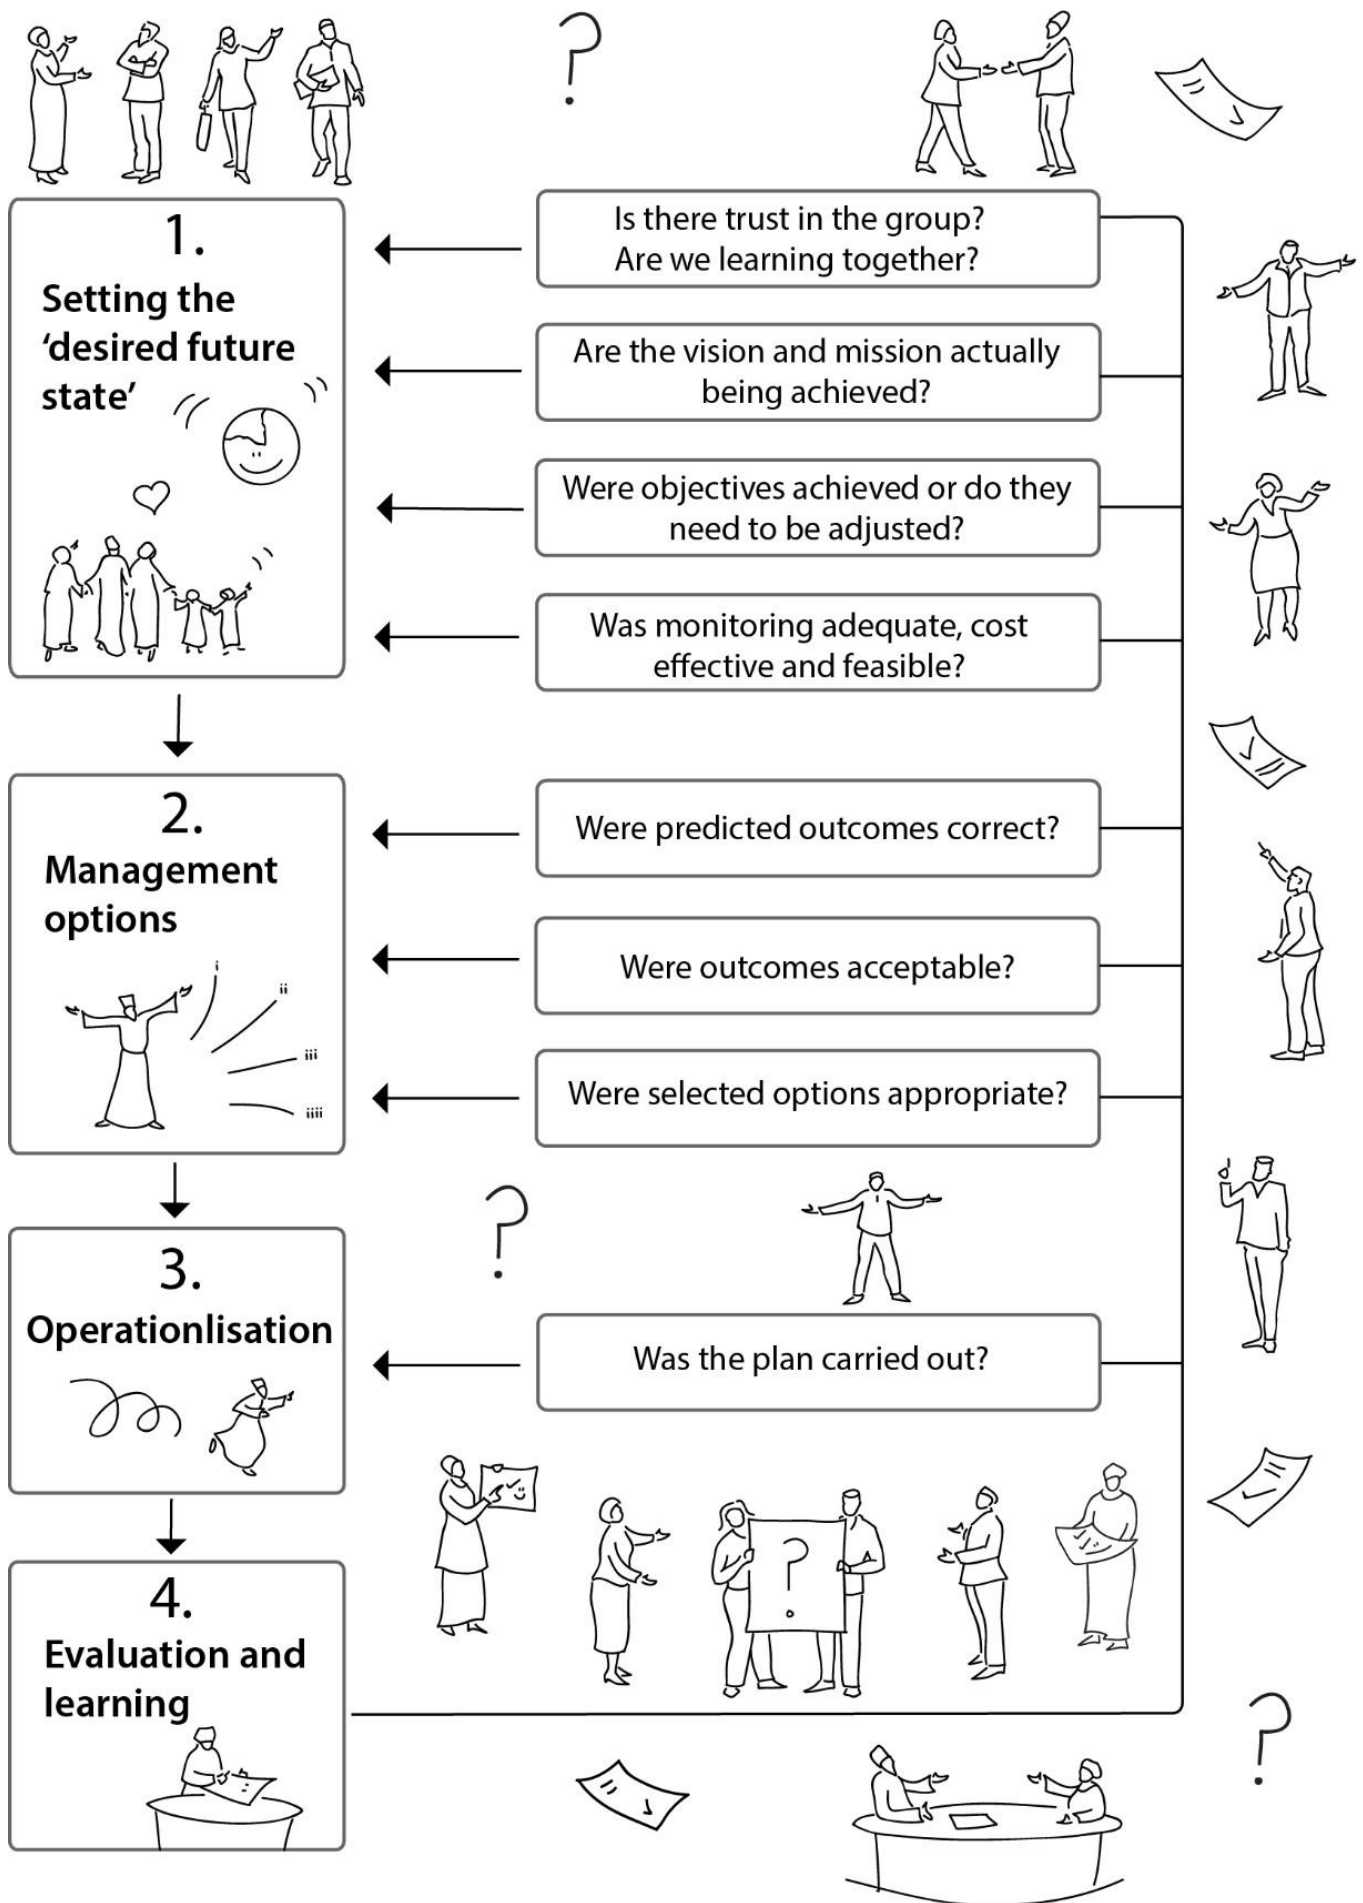 1.
Setting the
‘desired future
state’
Is there trust in the group?
Are we learning together?
Are the vision and mission actually
being achieved?
Were objectives achieved or do they
need to be adjusted?
Was monitoring adequate, cost
effective and feasible?
2.
Management
options
i
ii
iii
iiii
Were predicted outcomes correct?
Were outcomes acceptable?
Were selected options appropriate?
3.
Operationlisation
Was the plan carried out?
4.
Evaluation and
learning
?
?
?
?